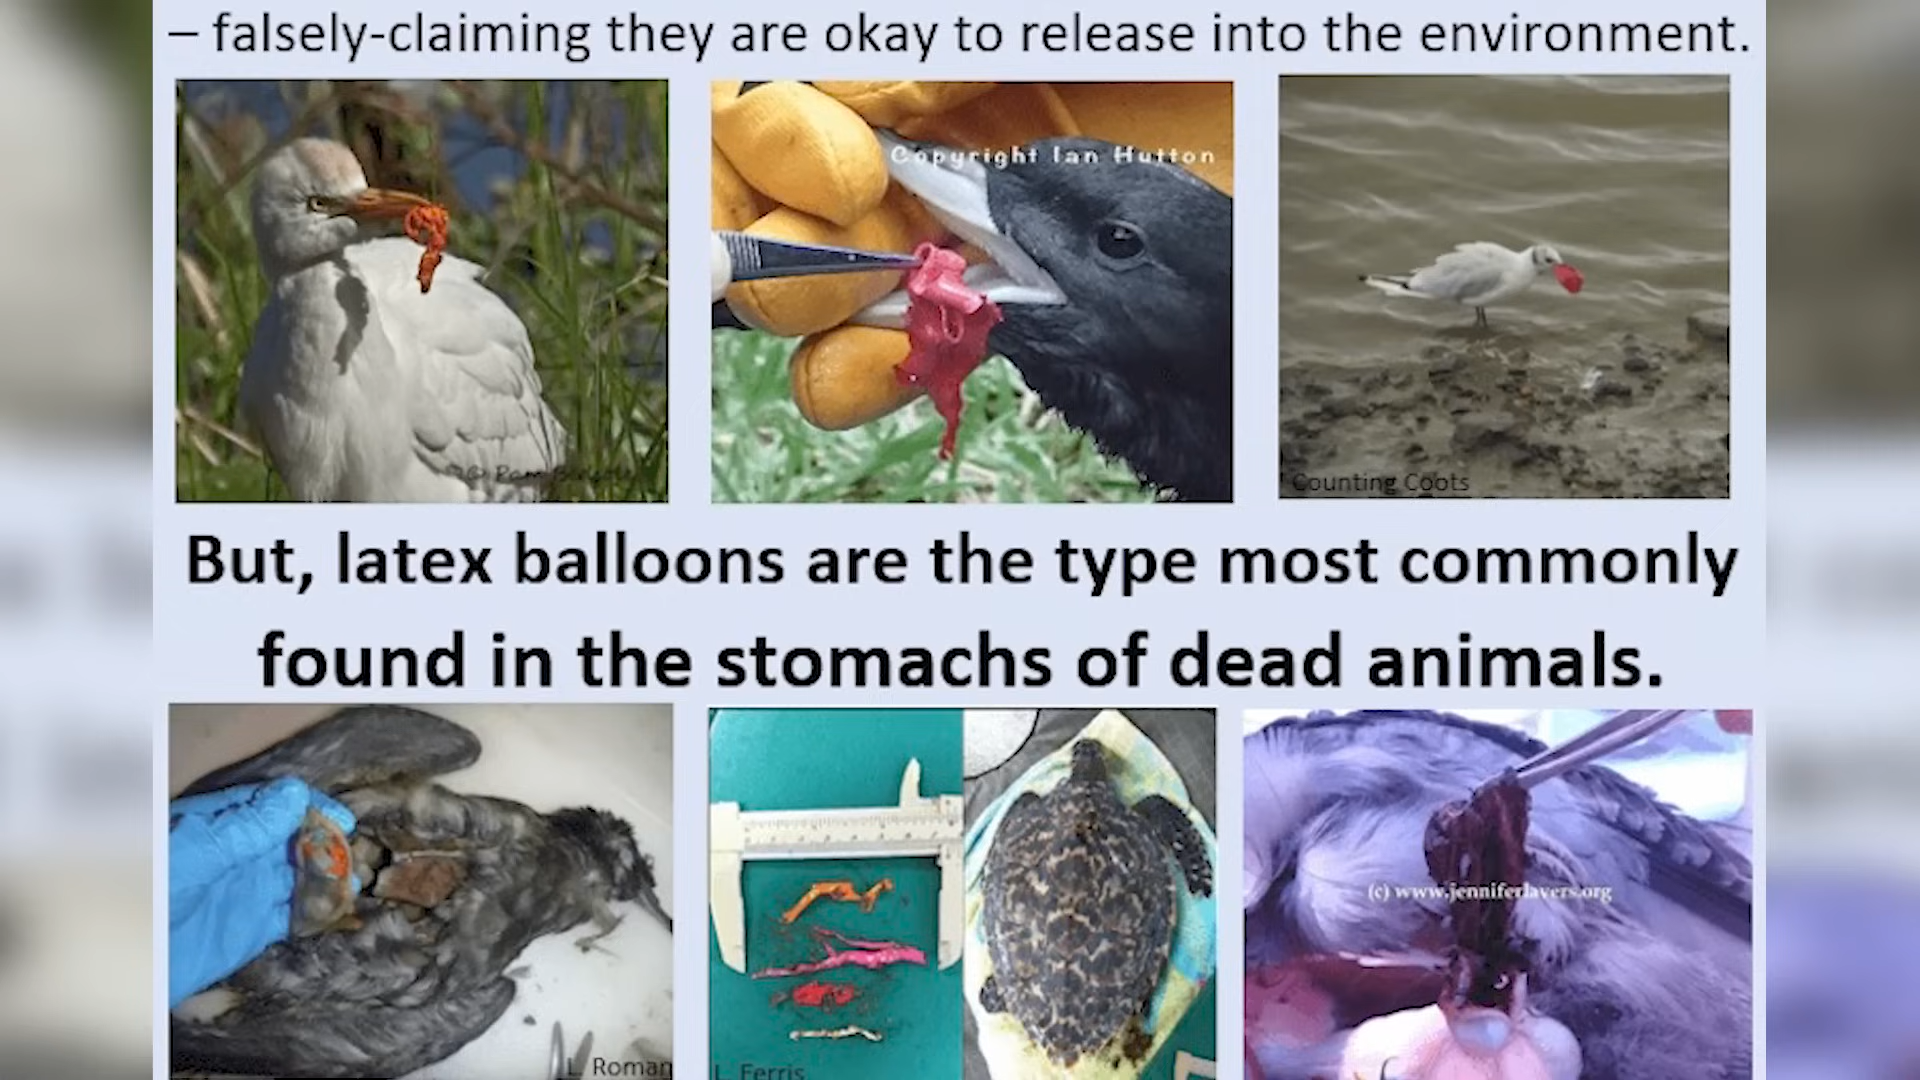 – falsely-claiming they are okay to release into the environment.
Copyright Ian Hutton
Counting Coots
But, latex balloons are the type most commonly
found in the stomachs of dead animals.
(c) www.jenniferlavers.org
L. Roman
L. Ferris